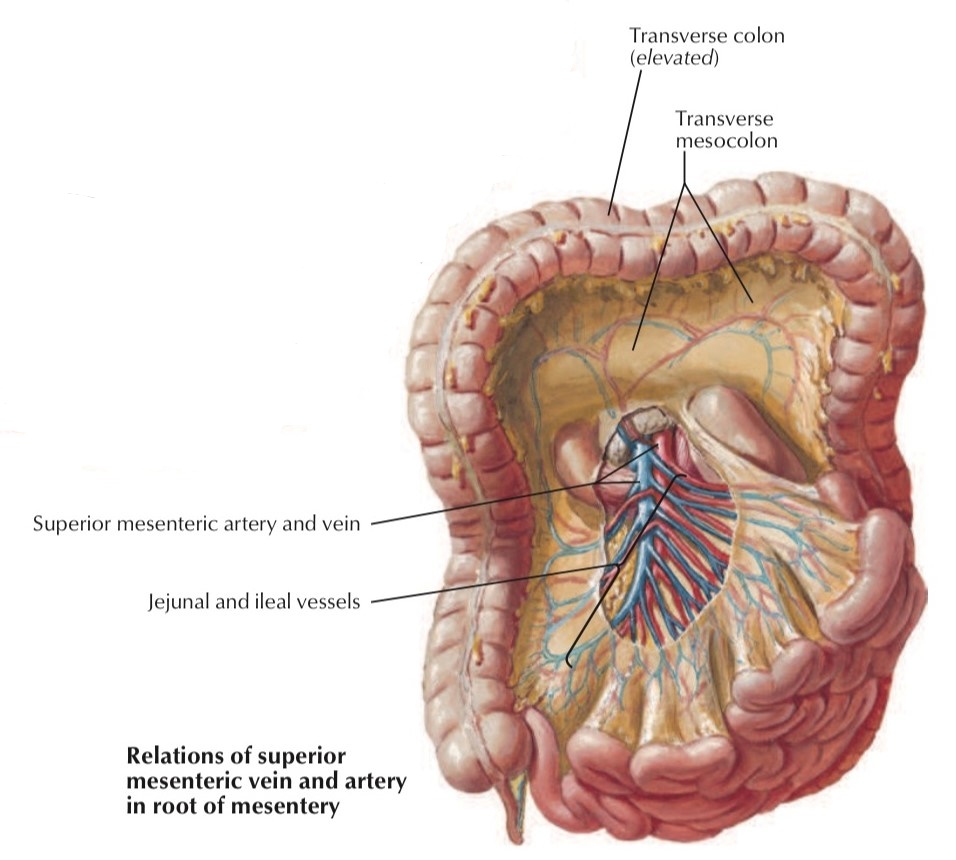 Transverse colon
(elevated)
Transverse
mesocolon
Superior mesenteric artery and vein
Jejunal and ileal vessels
Relations of superior
mesenteric vein and artery
in root of mesentery